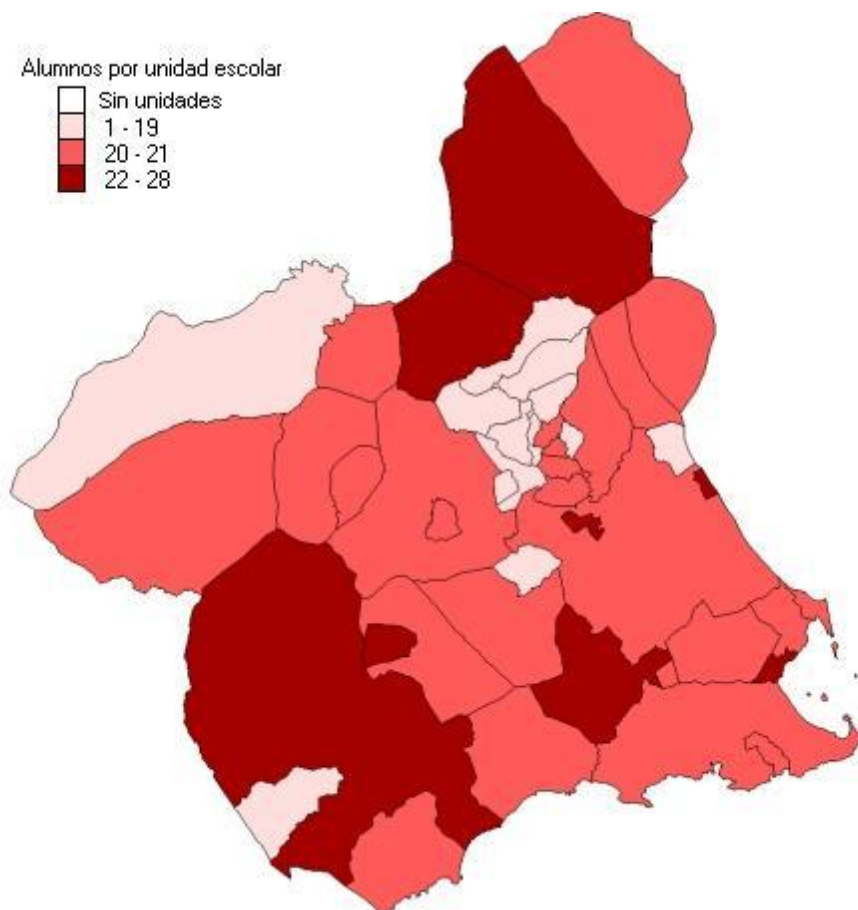 Alumnos por unidad escolar
Sin unidades
1 - 19
20 - 21
22 - 28